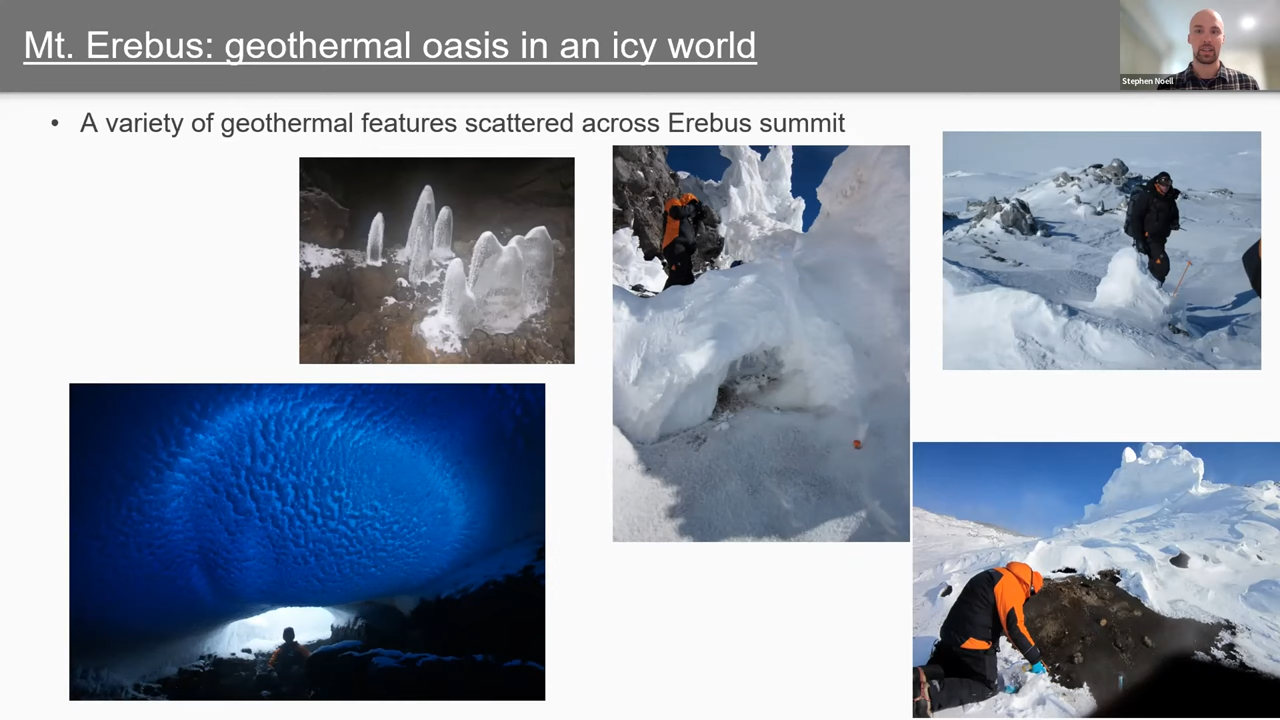 Mt. Erebus: geothermal oasis in an icy world
Stephen Noell
• A variety of geothermal features scattered across Erebus summit